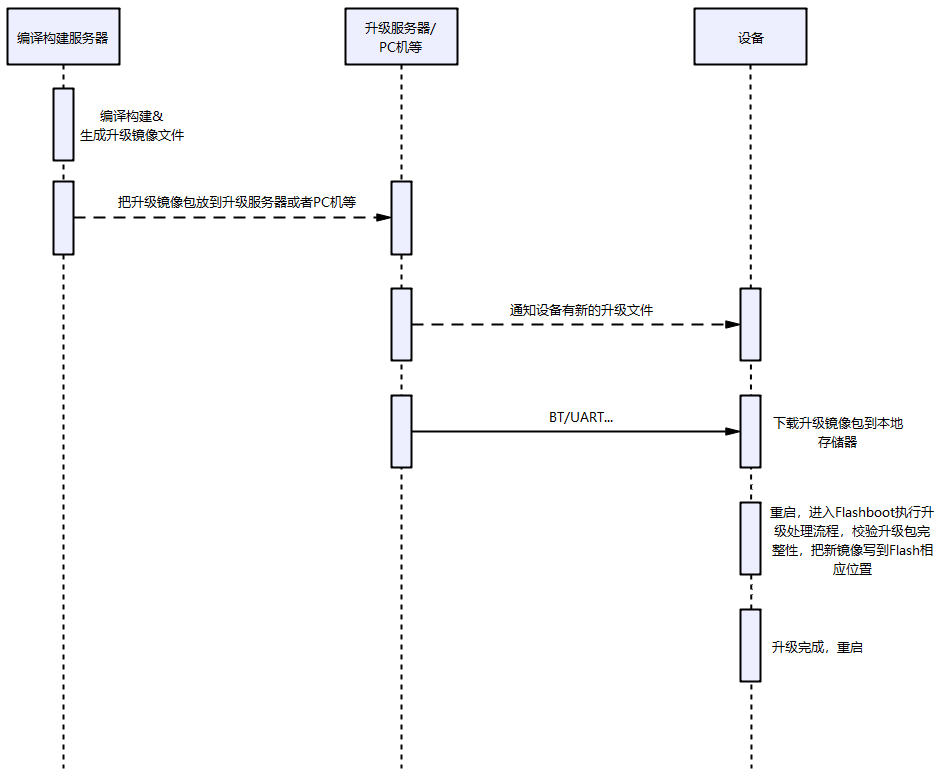 编译构建服务器
升级服务器/
PC机等
设备
编译构建&
生成升级镜像文件
把升级镜像包放到升级服务器或者PC机等
通知设备有新的升级文件
BT/UART...
下载升级镜像包到本地
存储器
重启，进入Flashboot执行升
级处理流程，校验升级包完
整性，把新镜像写到Flash相
应位置
升级完成，重启